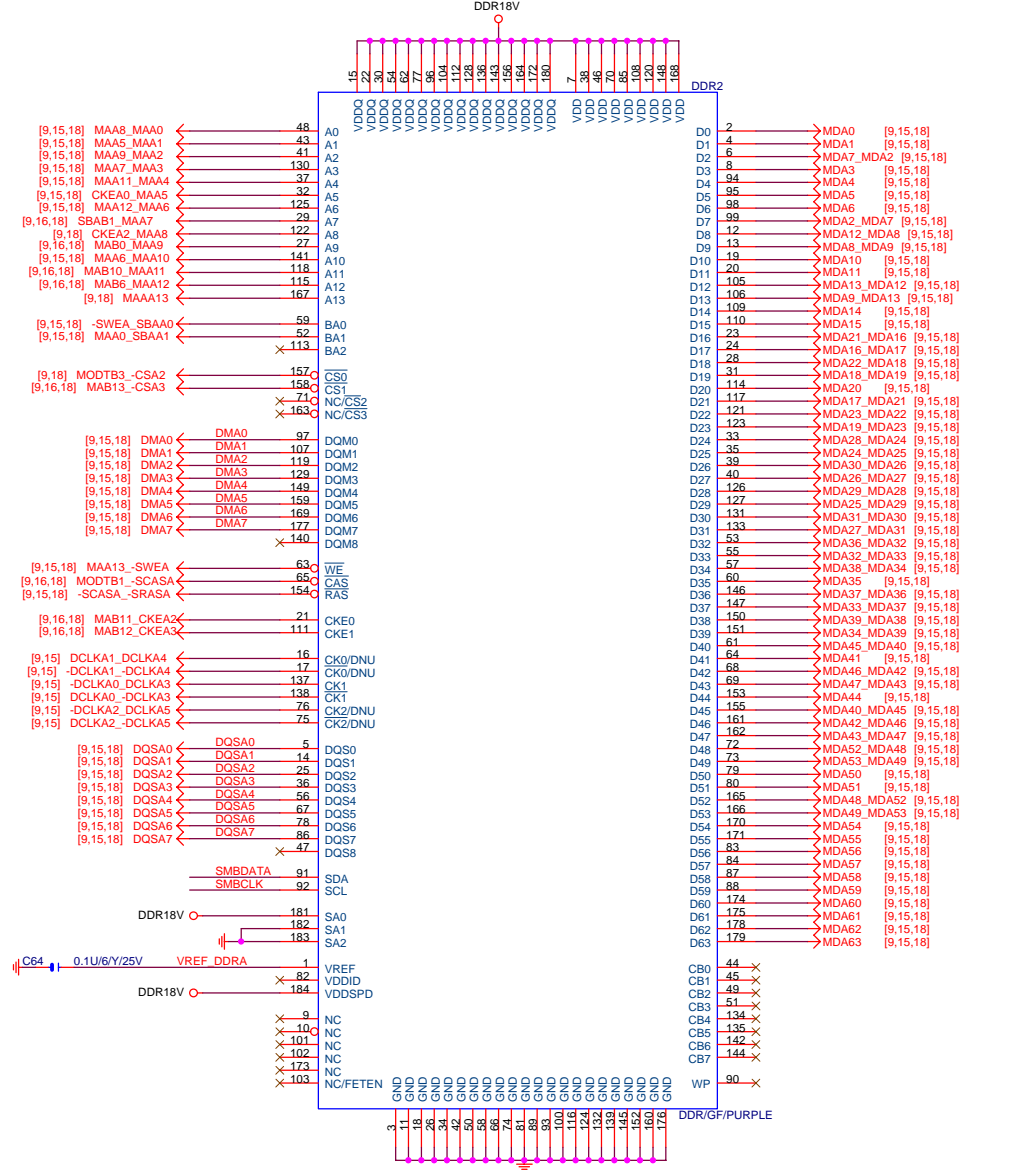 DDR18V
15 22 30 54 62 77 96 104 112 128 136 143 156 164 172 180 7 38 46 70 85 108 120 148 168
DDR2
VDDQ VDDQ VDDQ VDDQ VDDQ VDDQ VDDQ VDDQ VDDQ VDDQ VDDQ VDDQ VDDQ VDDQ VDDQ VDDQ VDD VDD VDD VDD VDD VDD VDD VDD VDD
[9,15,18] MAA8_MAA0 48 A0
[9,15,18] MAA5_MAA1 43 A1
[9,15,18] MAA9_MAA2 41 A2
[9,15,18] MAA7_MAA3 130 A3
[9,15,18] MAA11_MAA4 37 A4
[9,15,18] CKEA0_MAA5 32 A5
[9,15,18] MAA12_MAA6 125 A6
[9,16,18] SBAB1_MAA7 29 A7
[9,18] CKEA2_MAA8 122 A8
[9,16,18] MAB0_MAA9 27 A9
[9,15,18] MAA6_MAA10 141 A10
[9,16,18] MAB10_MAA11 118 A11
[9,16,18] MAB6_MAA12 115 A12
[9,18] MAAA13 167 A13
[9,15,18] -SWEA_SBAA0 59 BA0
[9,15,18] MAA0_SBAA1 52 BA1
113 BA2
[9,18] MODTB3_-CSA2 157 CS0
[9,16,18] MAB13_-CSA3 158 CS1
71 NC/CS2
163 NC/CS3
[9,15,18] DMA0 DMA0 97 DQM0
[9,15,18] DMA1 DMA1 107 DQM1
[9,15,18] DMA2 DMA2 119 DQM2
[9,15,18] DMA3 DMA3 129 DQM3
[9,15,18] DMA4 DMA4 149 DQM4
[9,15,18] DMA5 DMA5 159 DQM5
[9,15,18] DMA6 DMA6 169 DQM6
[9,15,18] DMA7 DMA7 177 DQM7
140 DQM8
[9,15,18] MAA13_-SWEA 63 WE
[9,16,18] MODTB1_-SCASA 65 CAS
[9,15,18] -SCASA_-SRASA 154 RAS
[9,16,18] MAB11_CKEA2 21 CKE0
[9,16,18] MAB12_CKEA3 111 CKE1
[9,15] DCLKA1_DCLKA4 16 CK0/DNU
[9,15] -DCLKA1_-DCLKA4 17 CK0/DNU
[9,15] -DCLKA0_DCLKA3 137 CK1
[9,15] DCLKA0_-DCLKA3 138 CK1
[9,15] -DCLKA2_DCLKA5 76 CK2/DNU
[9,15] DCLKA2_-DCLKA5 75 CK2/DNU
[9,15,18] DQSA0 DQSA0 5 DQS0
[9,15,18] DQSA1 DQSA1 14 DQS1
[9,15,18] DQSA2 DQSA2 25 DQS2
[9,15,18] DQSA3 DQSA3 36 DQS3
[9,15,18] DQSA4 DQSA4 56 DQS4
[9,15,18] DQSA5 DQSA5 67 DQS5
[9,15,18] DQSA6 DQSA6 78 DQS6
[9,15,18] DQSA7 DQSA7 86 DQS7
47 DQS8
SMBDATA 91 SDA
SMBCLK 92 SCL
DDR18V 181 SA0
182 SA1
183 SA2
C64 0.1U/6/Y/25V VREF_DDRA 1 VREF
82 VDDID
DDR18V 184 VDDSPD
9 NC
10 NC
101 NC
102 NC
173 NC
103 NC/FETEN
D0 2 MDA0 [9,15,18]
D1 4 MDA1 [9,15,18]
D2 6 MDA7_MDA2 [9,15,18]
D3 8 MDA3 [9,15,18]
D4 94 MDA4 [9,15,18]
D5 95 MDA5 [9,15,18]
D6 98 MDA6 [9,15,18]
D7 99 MDA2_MDA7 [9,15,18]
D8 12 MDA12_MDA8 [9,15,18]
D9 13 MDA8_MDA9 [9,15,18]
D10 19 MDA10 [9,15,18]
D11 20 MDA11 [9,15,18]
D12 105 MDA13_MDA12 [9,15,18]
D13 106 MDA9_MDA13 [9,15,18]
D14 109 MDA14 [9,15,18]
D15 110 MDA15 [9,15,18]
D16 23 MDA21_MDA16 [9,15,18]
D17 24 MDA16_MDA17 [9,15,18]
D18 28 MDA22_MDA18 [9,15,18]
D19 31 MDA18_MDA19 [9,15,18]
D20 114 MDA20 [9,15,18]
D21 117 MDA17_MDA21 [9,15,18]
D22 121 MDA23_MDA22 [9,15,18]
D23 123 MDA19_MDA23 [9,15,18]
D24 33 MDA28_MDA24 [9,15,18]
D25 35 MDA24_MDA25 [9,15,18]
D26 39 MDA30_MDA26 [9,15,18]
D27 40 MDA26_MDA27 [9,15,18]
D28 126 MDA29_MDA28 [9,15,18]
D29 127 MDA25_MDA29 [9,15,18]
D30 131 MDA31_MDA30 [9,15,18]
D31 133 MDA27_MDA31 [9,15,18]
D32 53 MDA36_MDA32 [9,15,18]
D33 55 MDA32_MDA33 [9,15,18]
D34 57 MDA38_MDA34 [9,15,18]
D35 60 MDA35 [9,15,18]
D36 146 MDA37_MDA36 [9,15,18]
D37 147 MDA33_MDA37 [9,15,18]
D38 150 MDA39_MDA38 [9,15,18]
D39 151 MDA34_MDA39 [9,15,18]
D40 61 MDA45_MDA40 [9,15,18]
D41 64 MDA41 [9,15,18]
D42 68 MDA46_MDA42 [9,15,18]
D43 69 MDA47_MDA43 [9,15,18]
D44 153 MDA44 [9,15,18]
D45 155 MDA40_MDA45 [9,15,18]
D46 161 MDA42_MDA46 [9,15,18]
D47 162 MDA43_MDA47 [9,15,18]
D48 72 MDA52_MDA48 [9,15,18]
D49 73 MDA53_MDA49 [9,15,18]
D50 79 MDA50 [9,15,18]
D51 80 MDA51 [9,15,18]
D52 165 MDA48_MDA52 [9,15,18]
D53 166 MDA49_MDA53 [9,15,18]
D54 170 MDA54 [9,15,18]
D55 171 MDA55 [9,15,18]
D56 83 MDA56 [9,15,18]
D57 84 MDA57 [9,15,18]
D58 87 MDA58 [9,15,18]
D59 88 MDA59 [9,15,18]
D60 174 MDA60 [9,15,18]
D61 175 MDA61 [9,15,18]
D62 178 MDA62 [9,15,18]
D63 179 MDA63 [9,15,18]
CB0 44
CB1 45
CB2 49
CB3 51
CB4 134
CB5 135
CB6 142
CB7 144
WP 90
GND GND GND GND GND GND GND GND GND GND GND GND GND GND GND GND GND GND GND GND GND GND
DDR/GF/PURPLE
3 11 18 26 34 42 50 58 66 74 81 89 93 100 116 124 132 139 145 152 160 176